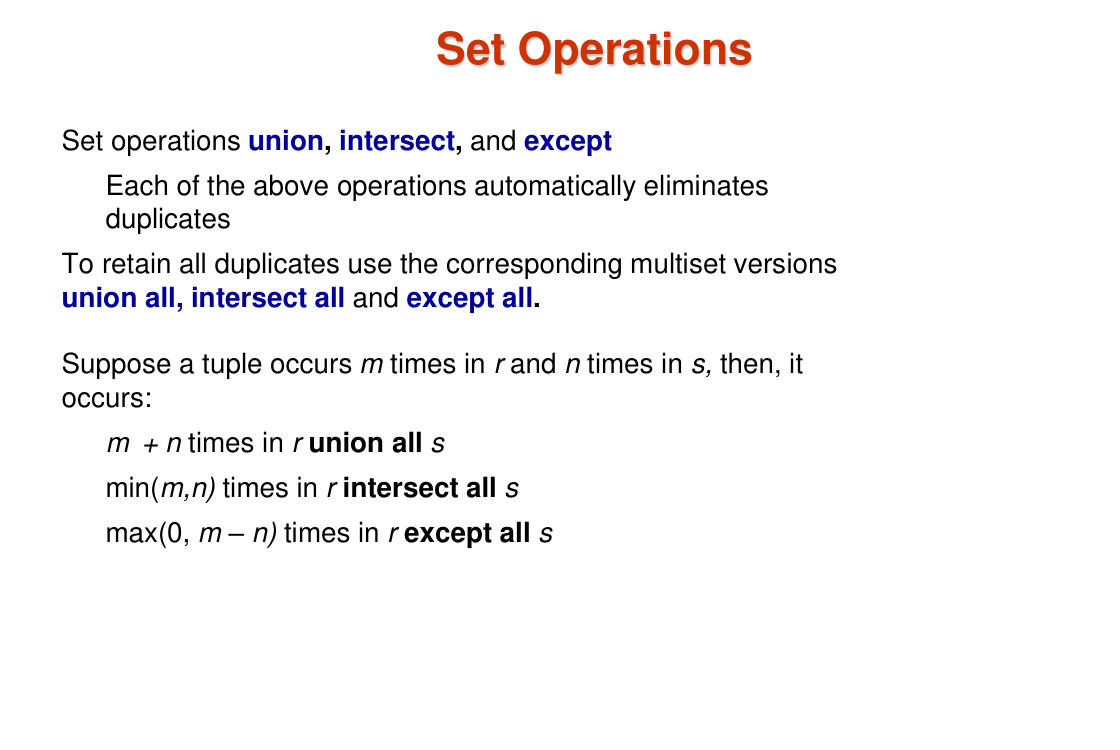 Set Operations
Set operations union, intersect, and except
Each of the above operations automatically eliminates
duplicates
To retain all duplicates use the corresponding multiset versions
union all, intersect all and except all.
Suppose a tuple occurs m times in r and n times in s, then, it
occurs:
m + n times in r union all s
min(m,n) times in r intersect all s
max(0, m – n) times in r except all s